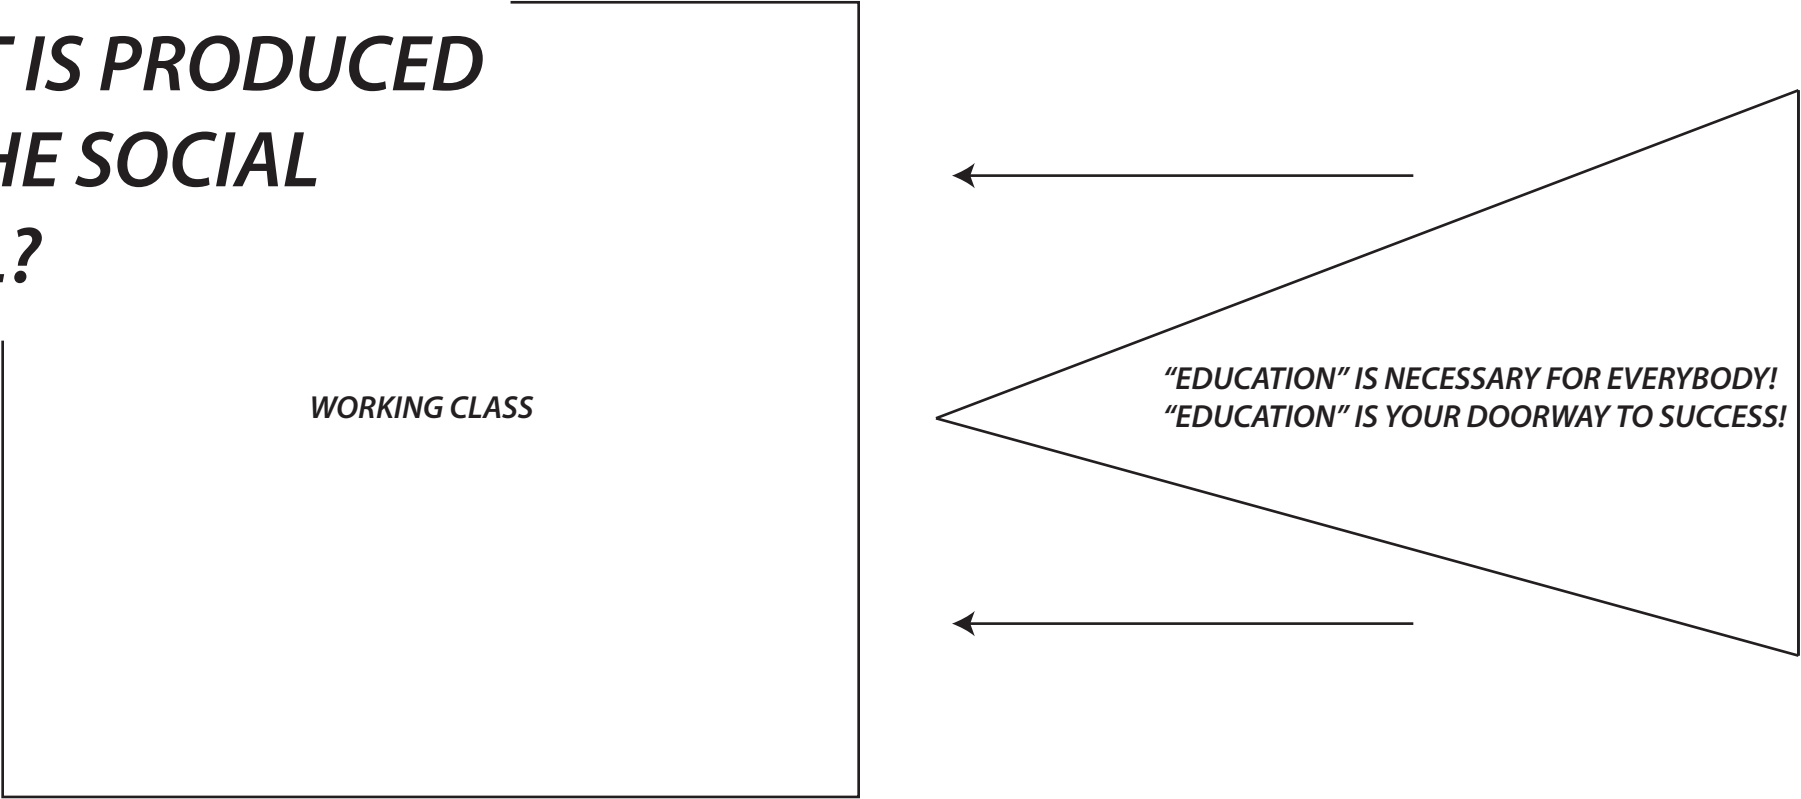 IS PRODUCED
HE SOCIAL
?
WORKING CLASS
“EDUCATION” IS NECESSARY FOR EVERYBODY!
“EDUCATION” IS YOUR DOORWAY TO SUCCESS!